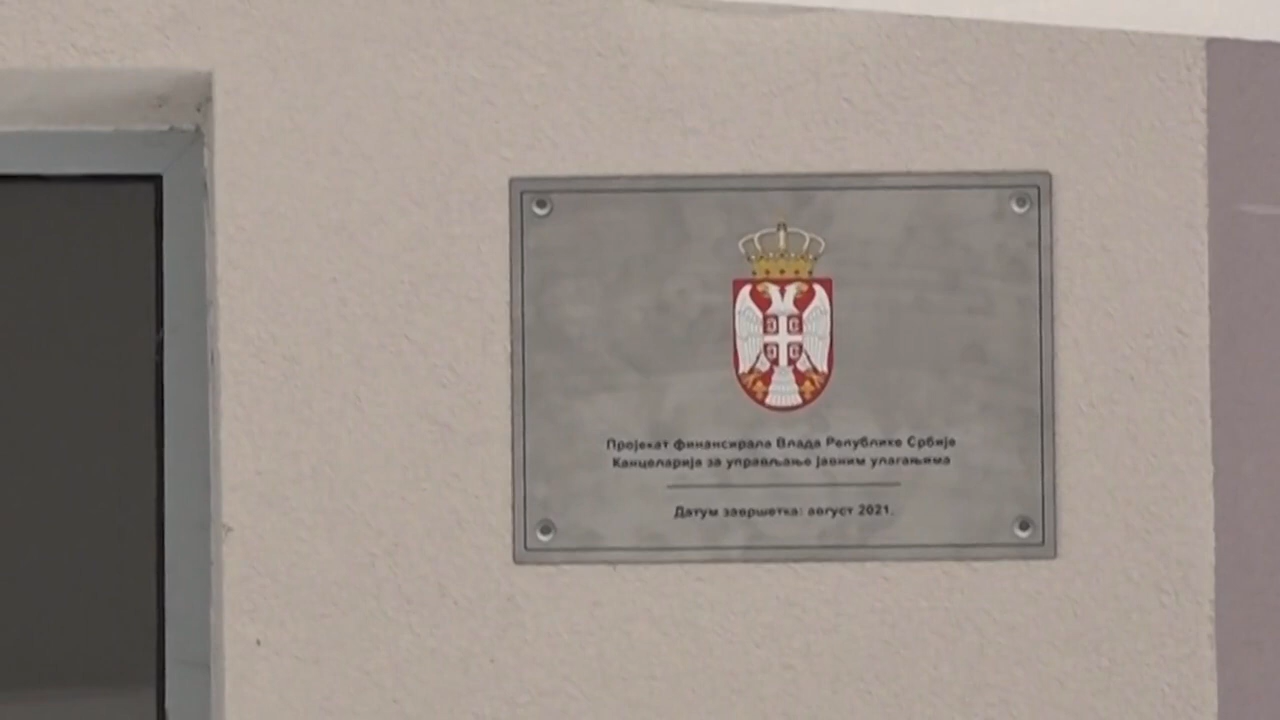 Пројекат финансирала Влада Републике Србије
Канцеларија за управљање јавним улагањима
Датум завршетка: август 2021.